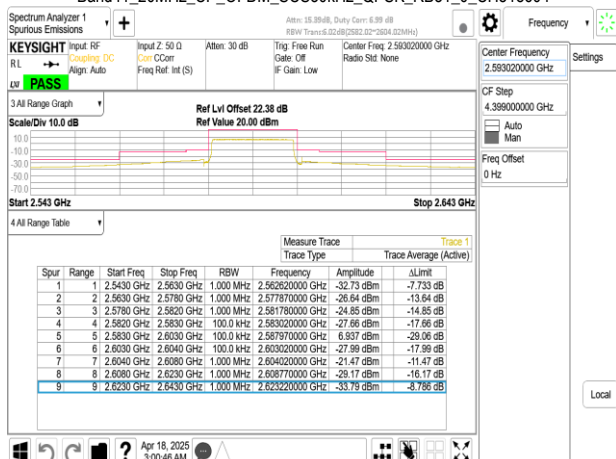 Spectrum Analyzer 1
Spurious Emissions
Attn: 15.39dB, Duty Corr: 6.99 dB
RBW Trans:6.02dB(2582.02~2604.02MHz)
Frequency
KEYSIGHT
Input: RF
Coupling: DC
Align: Auto
Input Z: 50 Ω
Corr CCorr
Freq Ref: Int (S)
Atten: 30 dB
Trig: Free Run
Gate: Off
IF Gain: Low
Center Freq: 2.593020000 GHz
Radio Std: None
RL
LXI
PASS
Center Frequency
2.593020000 GHz
Settings
CF Step
4.399000000 GHz
Auto
Man
Freq Offset
0 Hz
3 All Range Graph
Scale/Div 10.0 dB
Ref Lvl Offset 22.38 dB
Ref Value 20.00 dBm
10.0
-10.0
-30.0
-50.0
-70.0
Start 2.543 GHz
Stop 2.643 GHz
4 All Range Table
Measure Trace Trace 1
Trace Type Trace Average (Active)
Spur Range Start Freq Stop Freq RBW Frequency Amplitude ΔLimit
1 1 2.5430 GHz 2.5630 GHz 1.000 MHz 2.562620000 GHz -32.73 dBm -7.733 dB
2 2 2.5630 GHz 2.5780 GHz 1.000 MHz 2.577870000 GHz -26.64 dBm -13.64 dB
3 3 2.5780 GHz 2.5820 GHz 1.000 MHz 2.581780000 GHz -24.85 dBm -14.85 dB
4 4 2.5820 GHz 2.5830 GHz 100.0 kHz 2.583020000 GHz -27.66 dBm -17.66 dB
5 5 2.5830 GHz 2.6030 GHz 100.0 kHz 2.587970000 GHz 6.937 dBm -29.06 dB
6 6 2.6030 GHz 2.6040 GHz 100.0 kHz 2.603020000 GHz -27.99 dBm -17.99 dB
7 7 2.6040 GHz 2.6080 GHz 1.000 MHz 2.604020000 GHz -21.47 dBm -11.47 dB
8 8 2.6080 GHz 2.6230 GHz 1.000 MHz 2.608770000 GHz -29.17 dBm -16.17 dB
9 9 2.6230 GHz 2.6430 GHz 1.000 MHz 2.623220000 GHz -33.79 dBm -8.786 dB
Local
Apr 18, 2025
3:00:46 AM